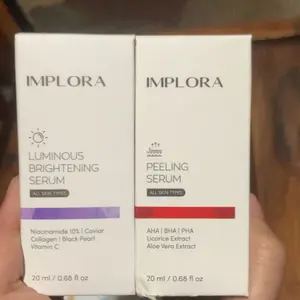 IMPLORA
LUMINOUS
BRIGHTENING
SERUM
ALL SKIN TYPES
Niacinamide 10% | Caviar
Collagen | Black Pearl
Vitamin C
20 ml / 0.68 fl oz
IMPLORA
PEELING
SERUM
ALL SKIN TYPES
AHA | BHA | PHA
Licorice Extract
Aloe Vera Extract
20 ml / 0.68 fl oz